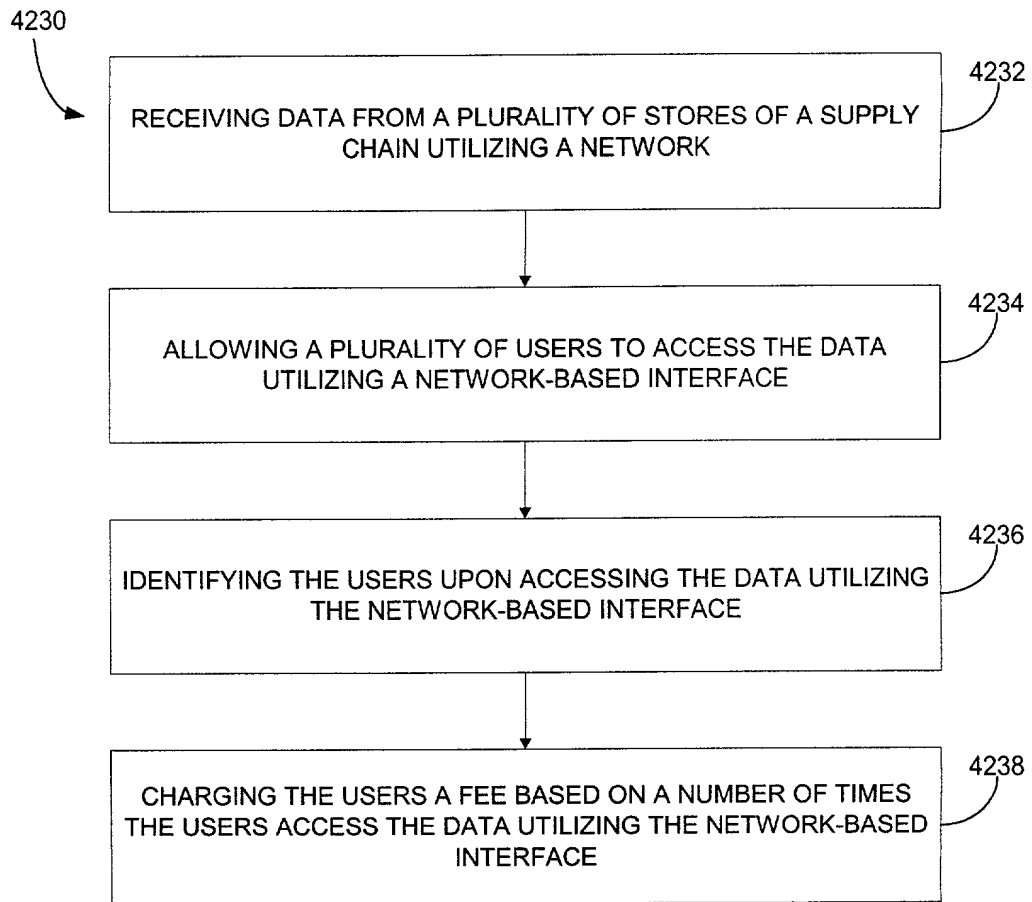 4230
4232
RECEIVING DATA FROM A PLURALITY OF STORES OF A SUPPLY
CHAIN UTILIZING A NETWORK
4234
ALLOWING A PLURALITY OF USERS TO ACCESS THE DATA
UTILIZING A NETWORK-BASED INTERFACE
4236
IDENTIFYING THE USERS UPON ACCESSING THE DATA UTILIZING
THE NETWORK-BASED INTERFACE
4238
CHARGING THE USERS A FEE BASED ON A NUMBER OF TIMES
THE USERS ACCESS THE DATA UTILIZING THE NETWORK-BASED
INTERFACE